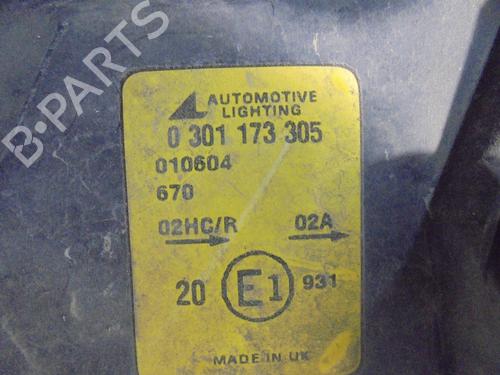 B-PARTS
AUTOMOTIVE
LIGHTING
0 301 173 305
010604
670
02HC/R 02A
20 E1 931
MADE IN UK